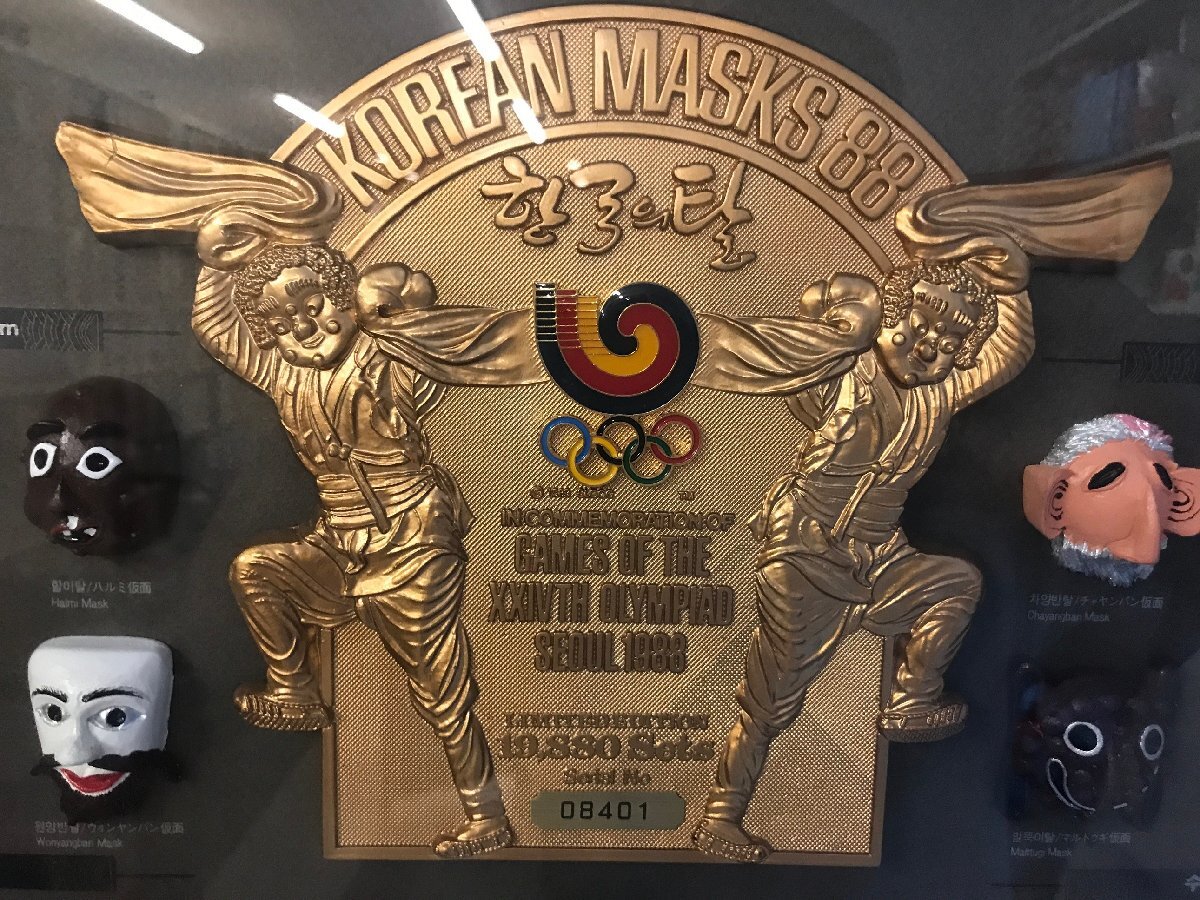 KOREAN MASKS 88
한국의 탈
IN COMMEMORATION OF
GAMES OF THE
XXIVTH OLYMPIAD
SEOUL 1988
LIMITED EDITION
19,880 Sets
Serial No
08401
할미탈/ハルミ仮面
Halmi Mask
원양반탈/ウォンヤンバン仮面
Wonyangban Mask
차양반탈/チャヤンバン仮面
Chayangban Mask
말뚝이탈/マルトゥギ仮面
Mask